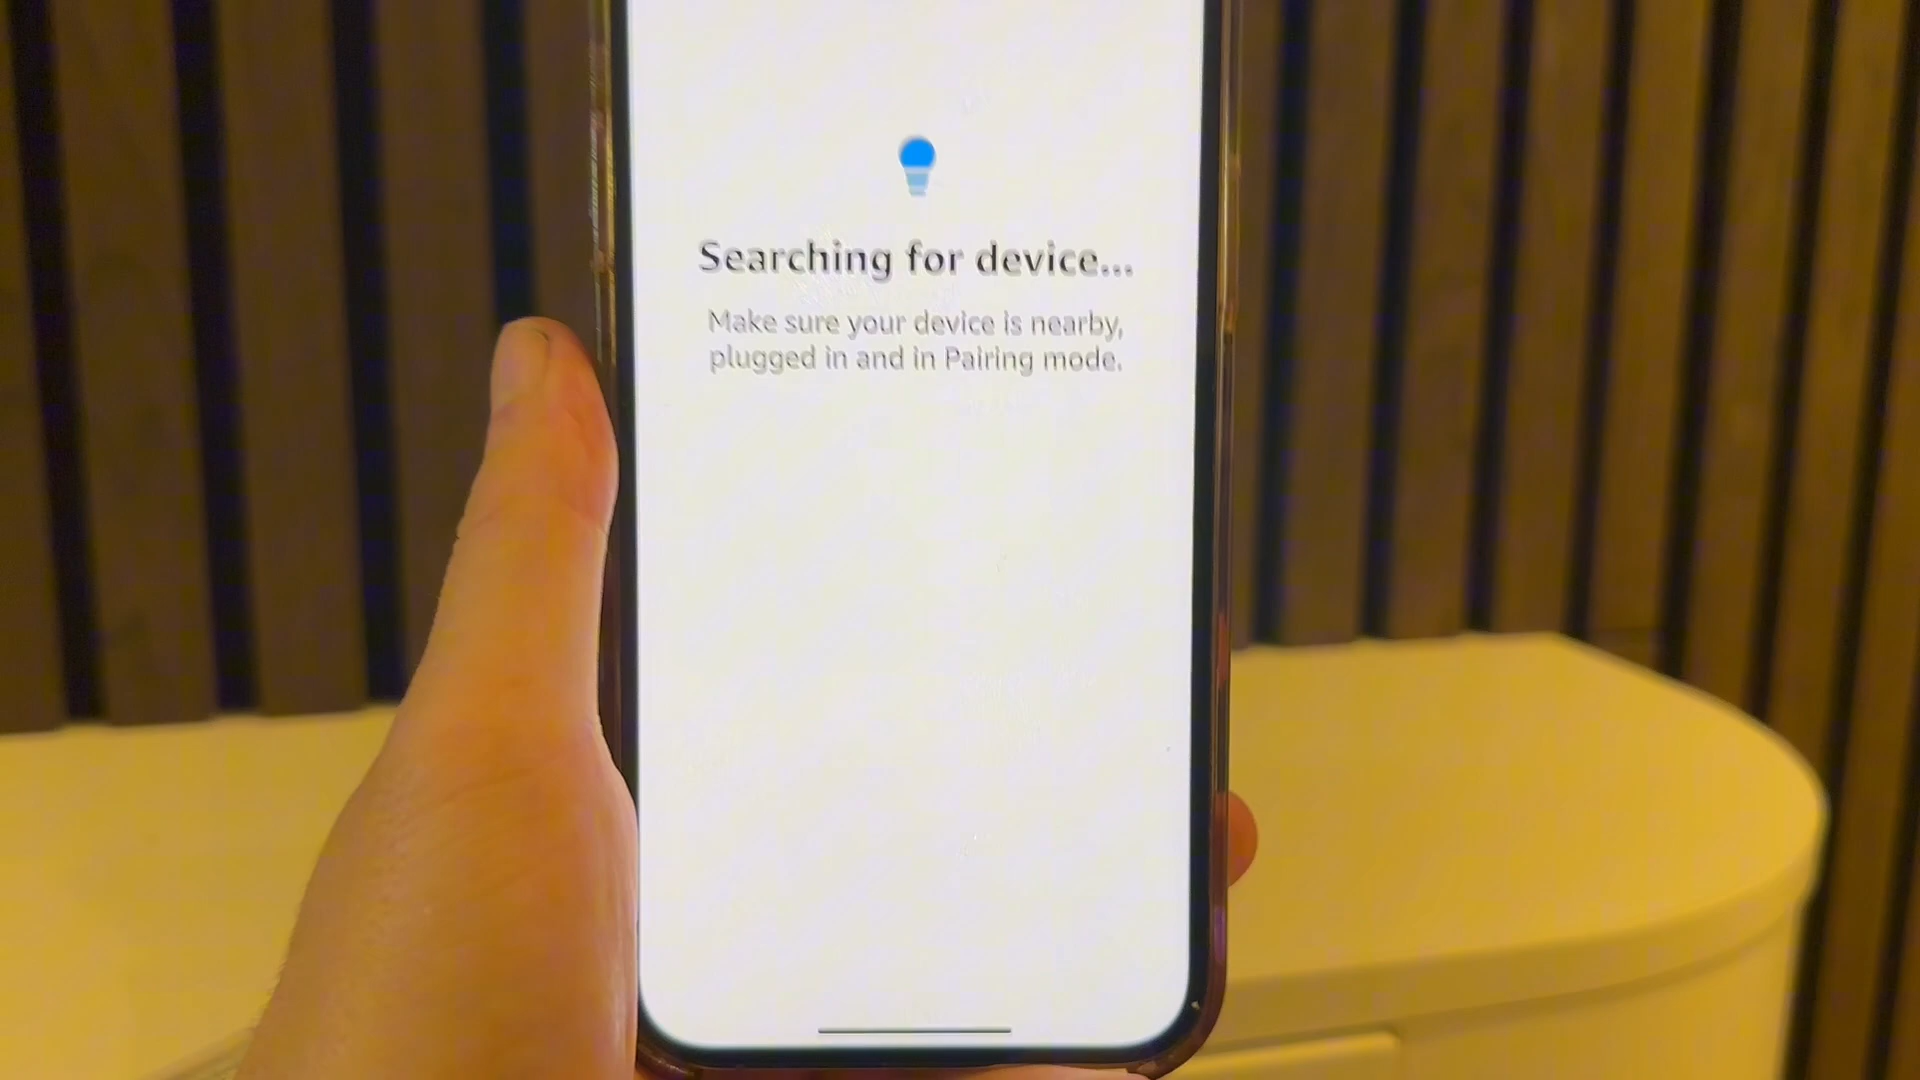 Searching for device...
Make sure your device is nearby,
plugged in and in Pairing mode.